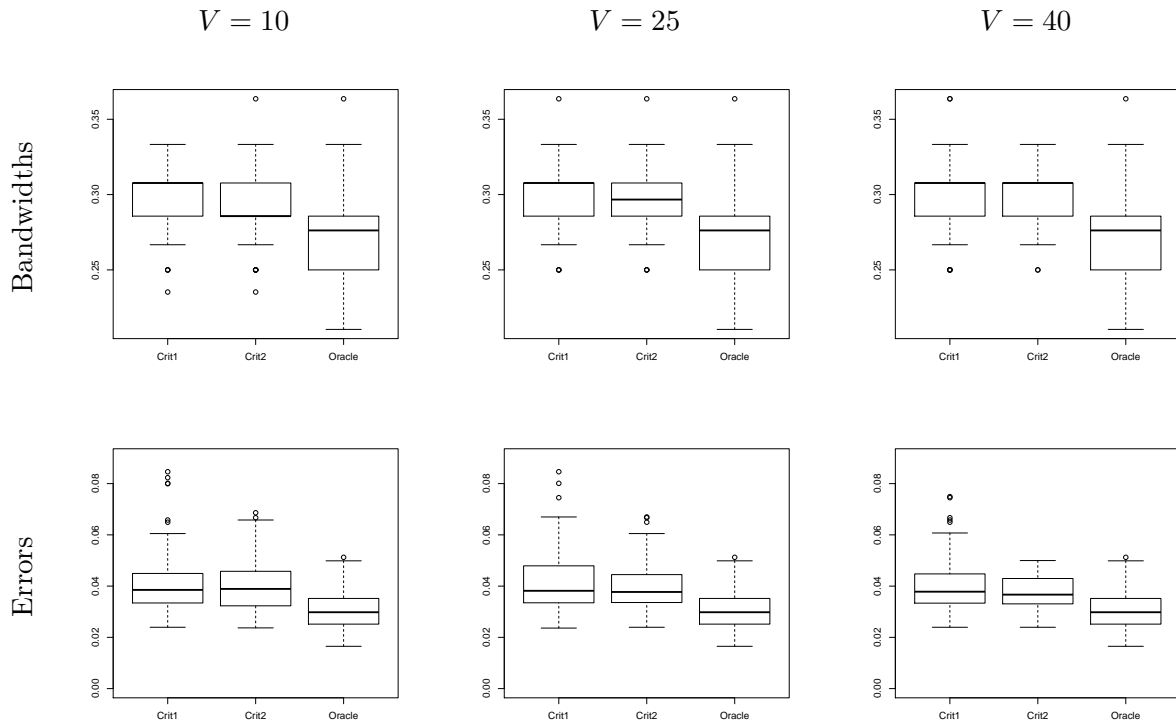 V = 10
V = 25
V = 40
Bandwidths
0.35
0.30
0.25
Crit1 Crit2 Oracle
0.35
0.30
0.25
Crit1 Crit2 Oracle
0.35
0.30
0.25
Crit1 Crit2 Oracle
Errors
0.08
0.06
0.04
0.02
0.00
Crit1 Crit2 Oracle
0.08
0.06
0.04
0.02
0.00
Crit1 Crit2 Oracle
0.08
0.06
0.04
0.02
0.00
Crit1 Crit2 Oracle